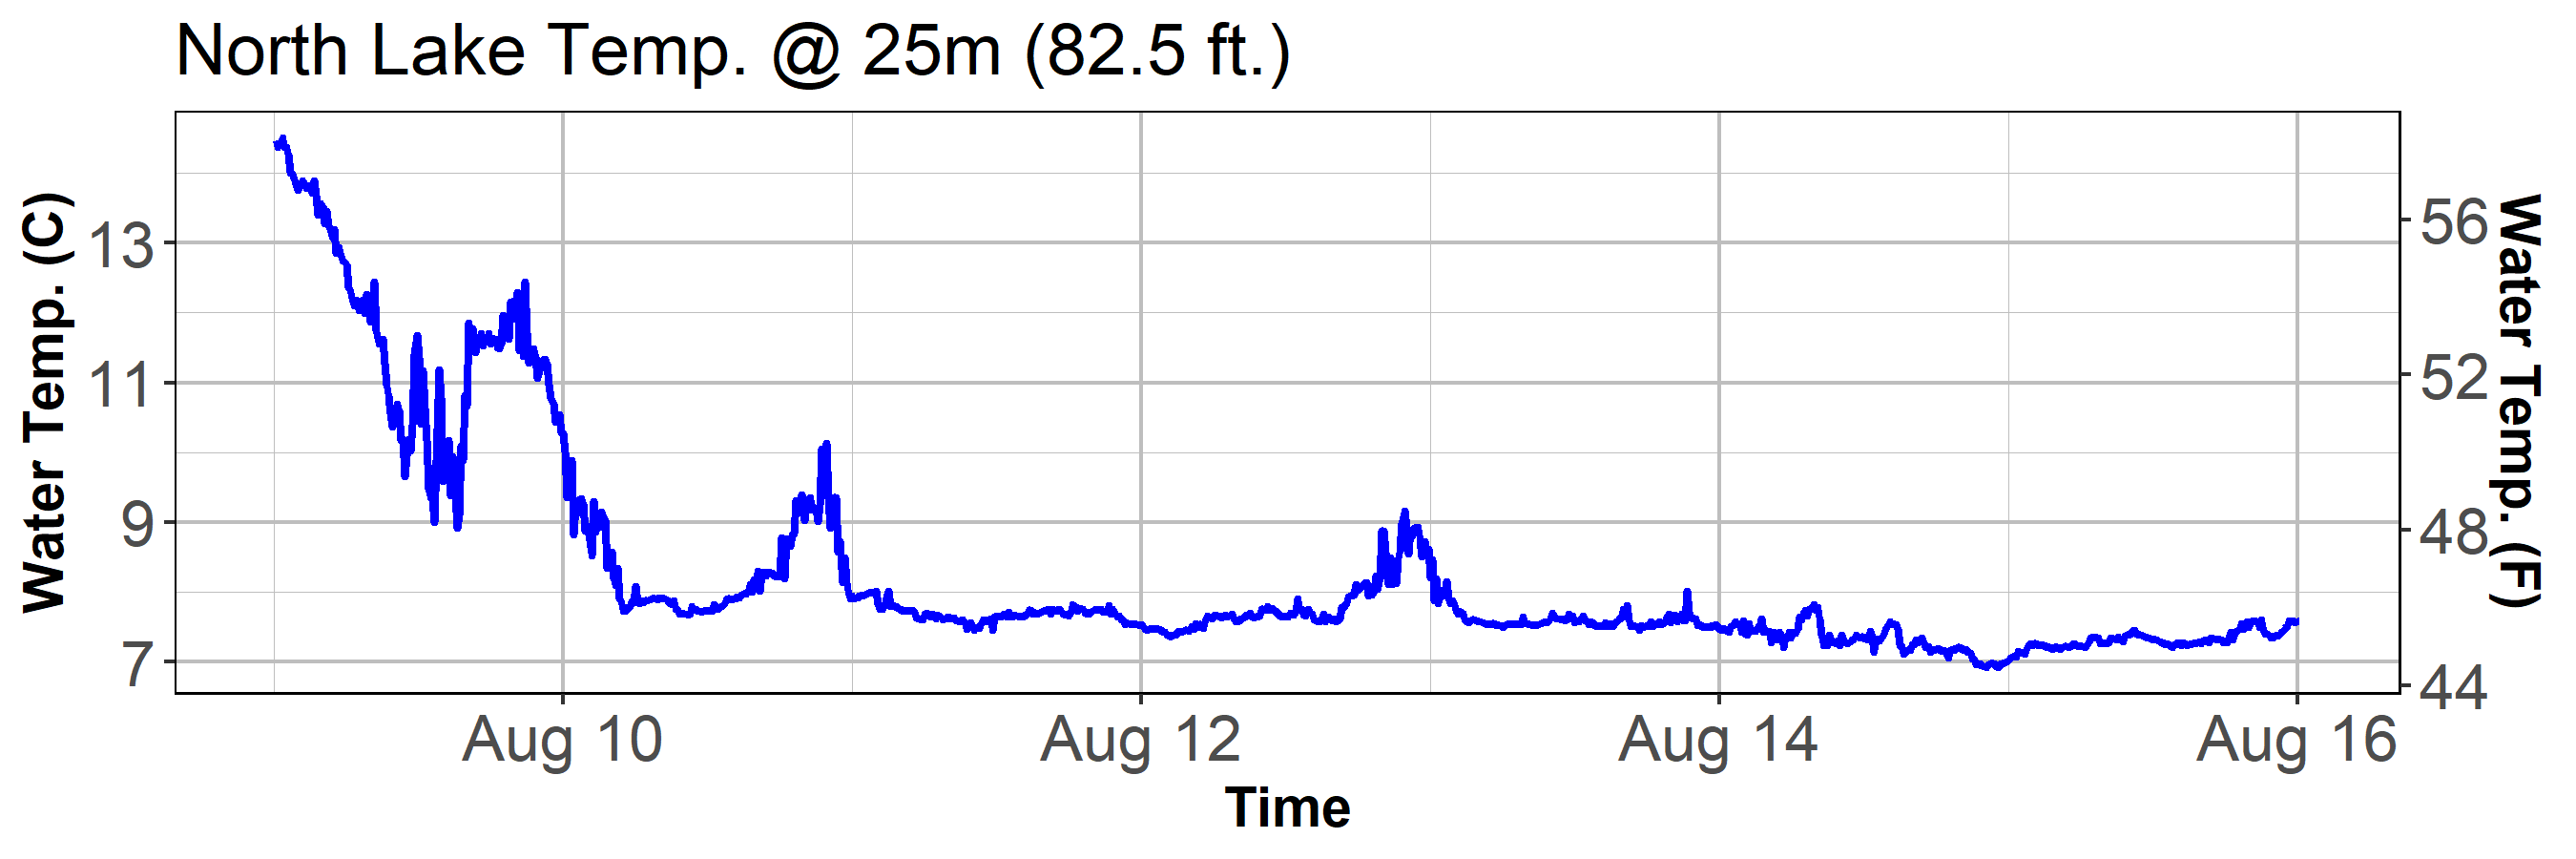 North Lake Temp. @ 25m (82.5 ft.)
Water Temp. (C)
13
11
9
7
56
52
48
44
Water Temp. (F)
Aug 10 Aug 12 Aug 14 Aug 16
Time